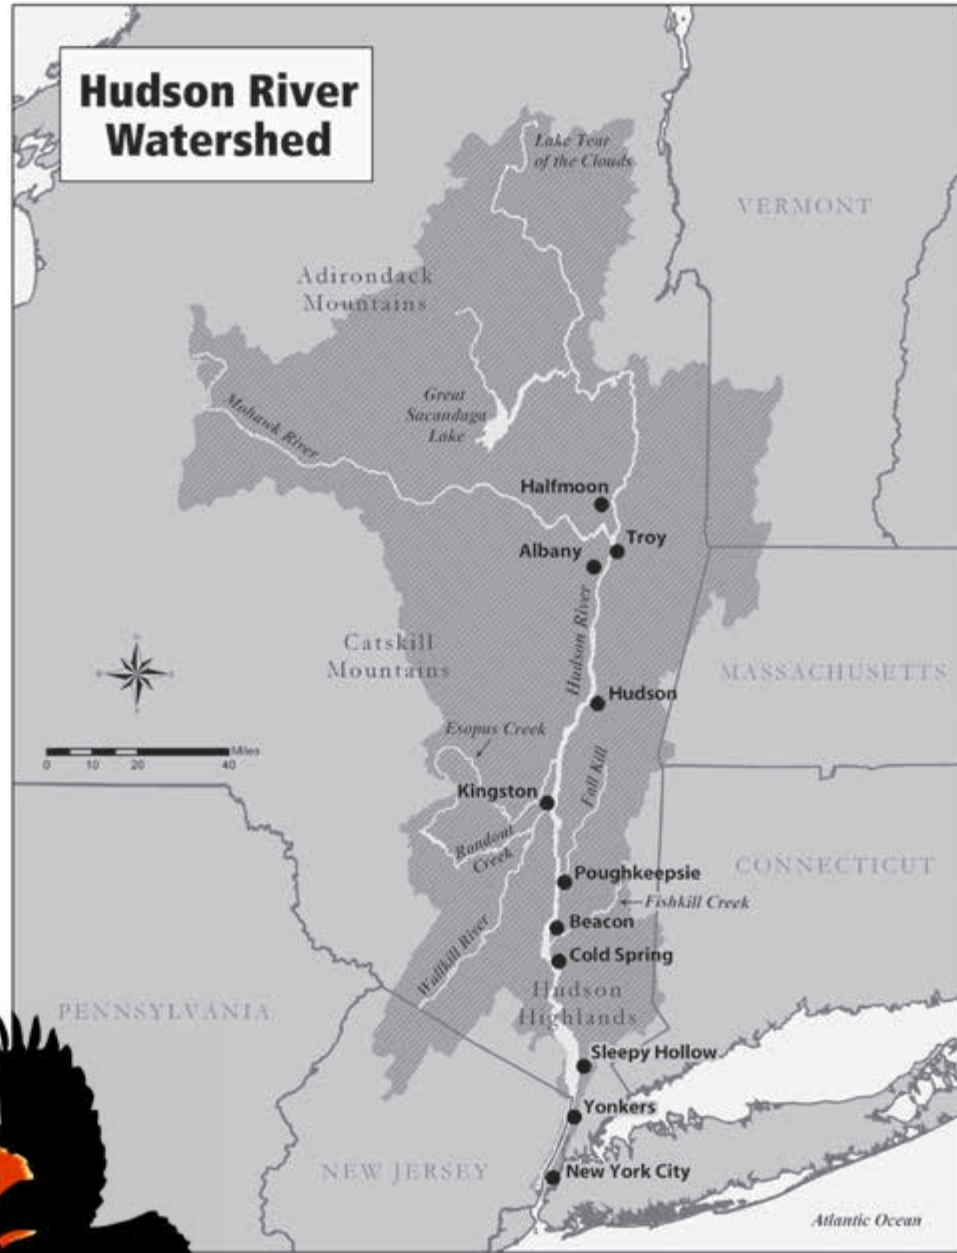 Hudson River
Watershed
Lake Tear
of the Clouds
VERMONT
Adirondack
Mountains
Great
Sacandaga
Lake
Mohawk River
Halfmoon
Troy
Albany
Hudson River
Catskill
Mountains
MASSACHUSETTS
Hudson
Esopus Creek
Miles
0 10 20 40
Fall Kill
Kingston
Rondout
Creek
CONNECTICUT
Poughkeepsie
Fishkill Creek
Beacon
Wallkill River
Cold Spring
Hudson
Highlands
PENNSYLVANIA
Sleepy Hollow
Yonkers
NEW JERSEY
New York City
Atlantic Ocean